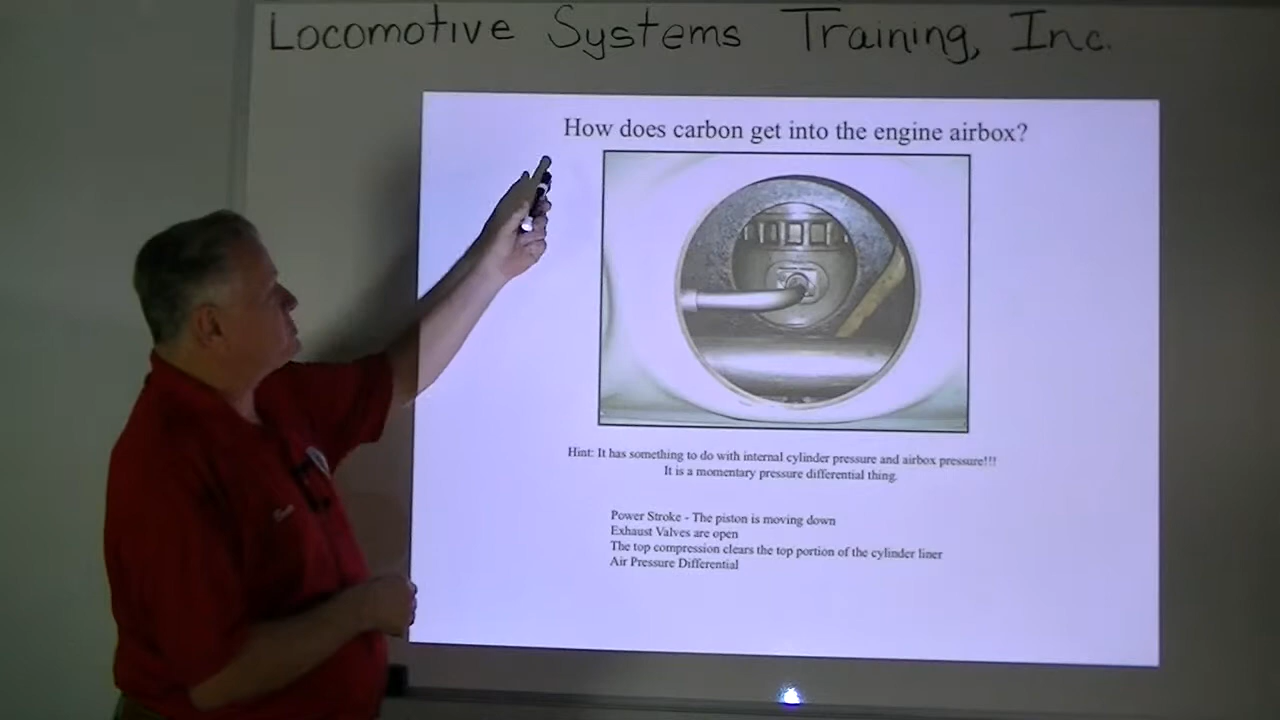 Locomotive Systems Training, Inc.
How does carbon get into the engine airbox?
Hint: It has something to do with internal cylinder pressure and airbox pressure!!!
It is a momentary pressure differential thing.
Power Stroke - The piston is moving down
Exhaust Valves are open
The top compression clears the top portion of the cylinder liner
Air Pressure Differential